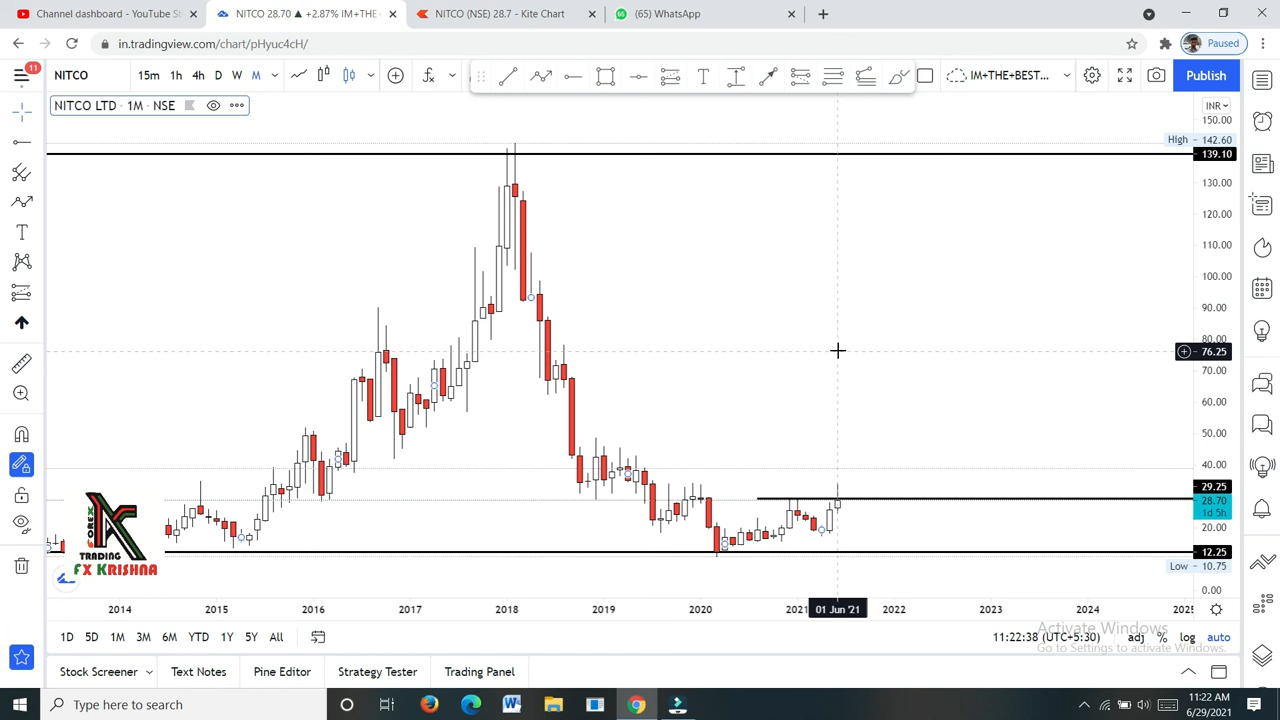 Channel dashboard - YouTube St
NITCO 28.70 ▲ +2.87% IM+THE
NITCO (NSE) 28.7 - Kite Chart
(65) WhatsApp
in.tradingview.com/chart/pHyuc4cH/
Paused
11
NITCO
15m 1h 4h D W M
IM+THE+BEST...
Publish
NITCO LTD · 1M · NSE
INR
150.00
High - 142.60
139.10
130.00
120.00
110.00
100.00
90.00
80.00
76.25
70.00
60.00
50.00
40.00
29.25
28.70
1d 5h
20.00
12.25
Low - 10.75
0.00
FOREX
K
TRADING
FX KRISHNA
2014 2015 2016 2017 2018 2019 2020 2021 01 Jun '21 2022 2023 2024 2025
1D 5D 1M 3M 6M YTD 1Y 5Y All
11:22:38 (UTC+5:30) adj % log auto
Activate Windows
Go to Settings to activate Windows.
Stock Screener Text Notes Pine Editor Strategy Tester Trading Panel
Type here to search
66
11:22 AM
6/29/2021